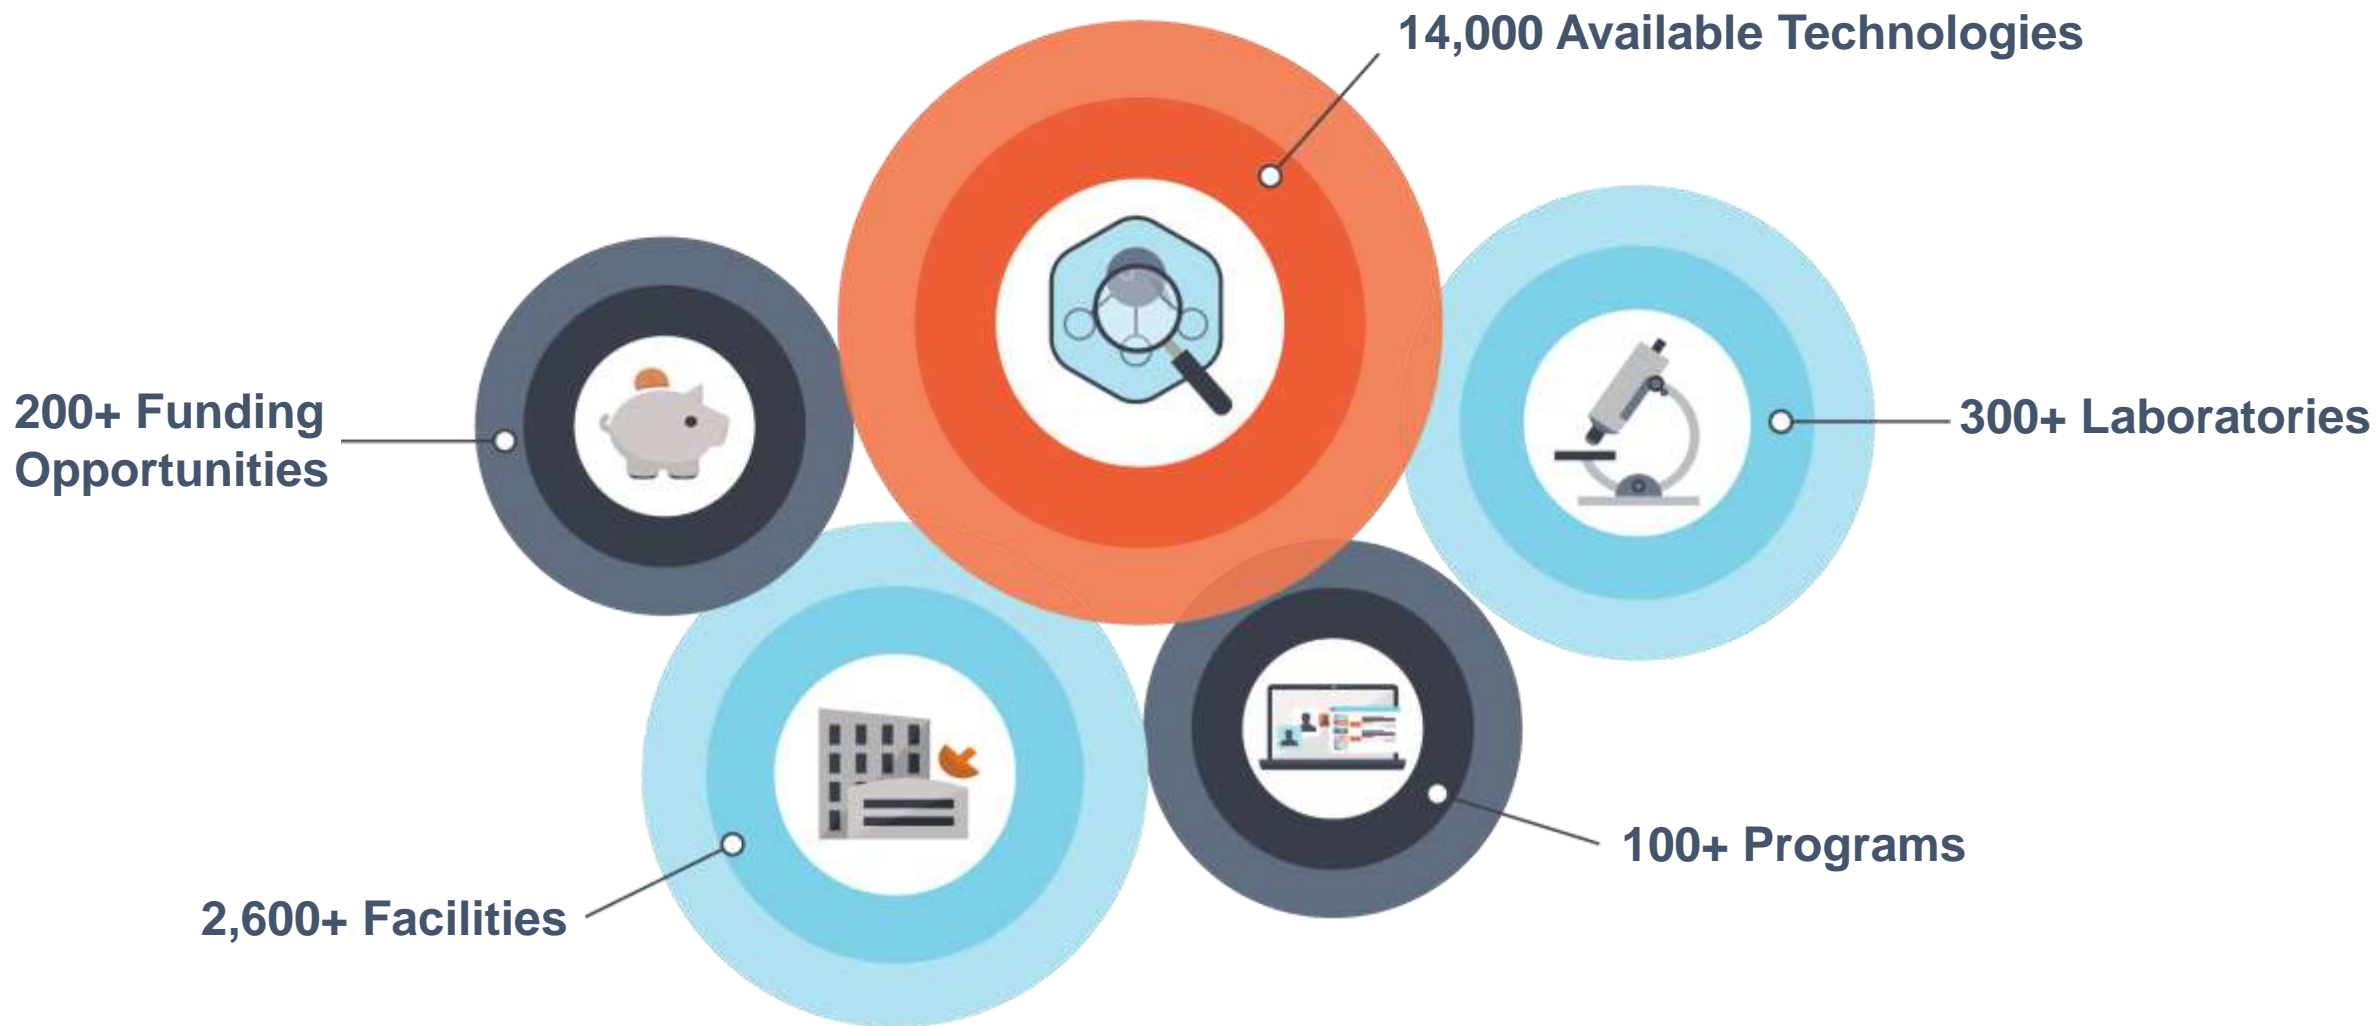 14,000 Available Technologies
200+ Funding
Opportunities
300+ Laboratories
100+ Programs
2,600+ Facilities